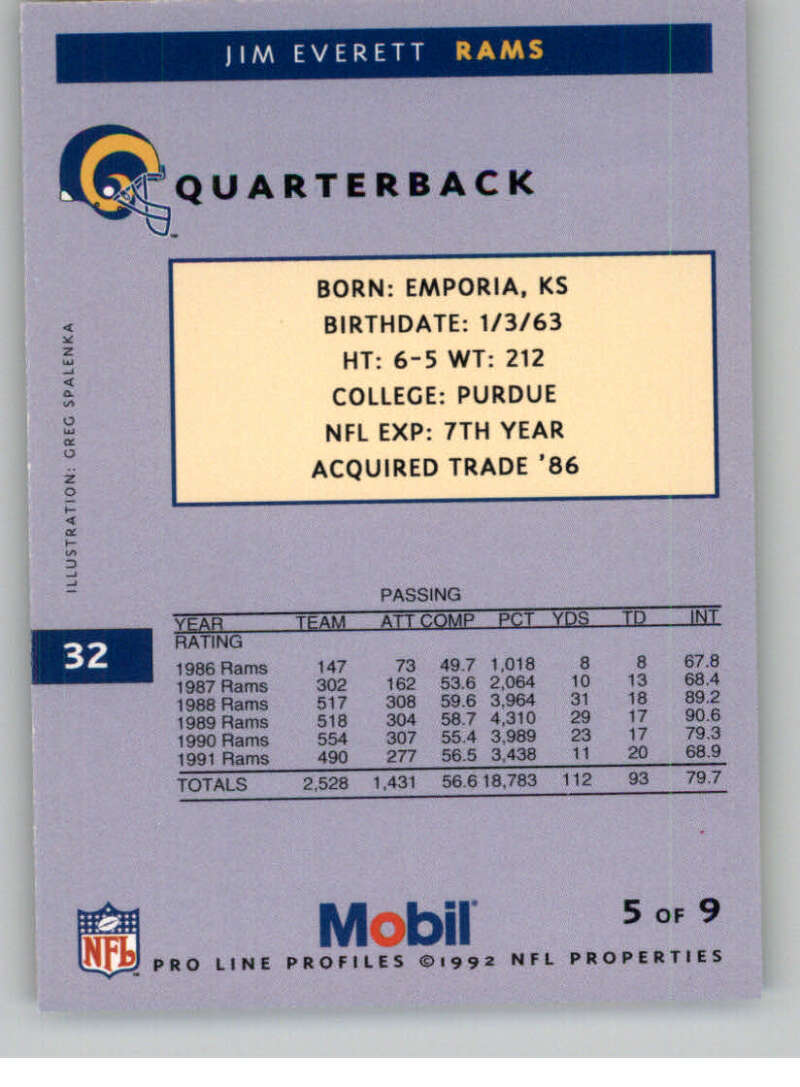 JIM EVERETT RAMS
QUARTERBACK
BORN: EMPORIA, KS
BIRTHDATE: 1/3/63
HT: 6-5 WT: 212
COLLEGE: PURDUE
NFL EXP: 7TH YEAR
ACQUIRED TRADE '86
ILLUSTRATION: GREG SPALENKA
32
PASSING
YEAR TEAM ATT COMP PCT YDS TD INT
RATING
1986 Rams 147 73 49.7 1,018 8 8 67.8
1987 Rams 302 162 53.6 2,064 10 13 68.4
1988 Rams 517 308 59.6 3,964 31 18 89.2
1989 Rams 518 304 58.7 4,310 29 17 90.6
1990 Rams 554 307 55.4 3,989 23 17 79.3
1991 Rams 490 277 56.5 3,438 11 20 68.9
TOTALS 2,528 1,431 56.6 18,783 112 93 79.7
NFL
Mobil
5 OF 9
PRO LINE PROFILES ©1992 NFL PROPERTIES